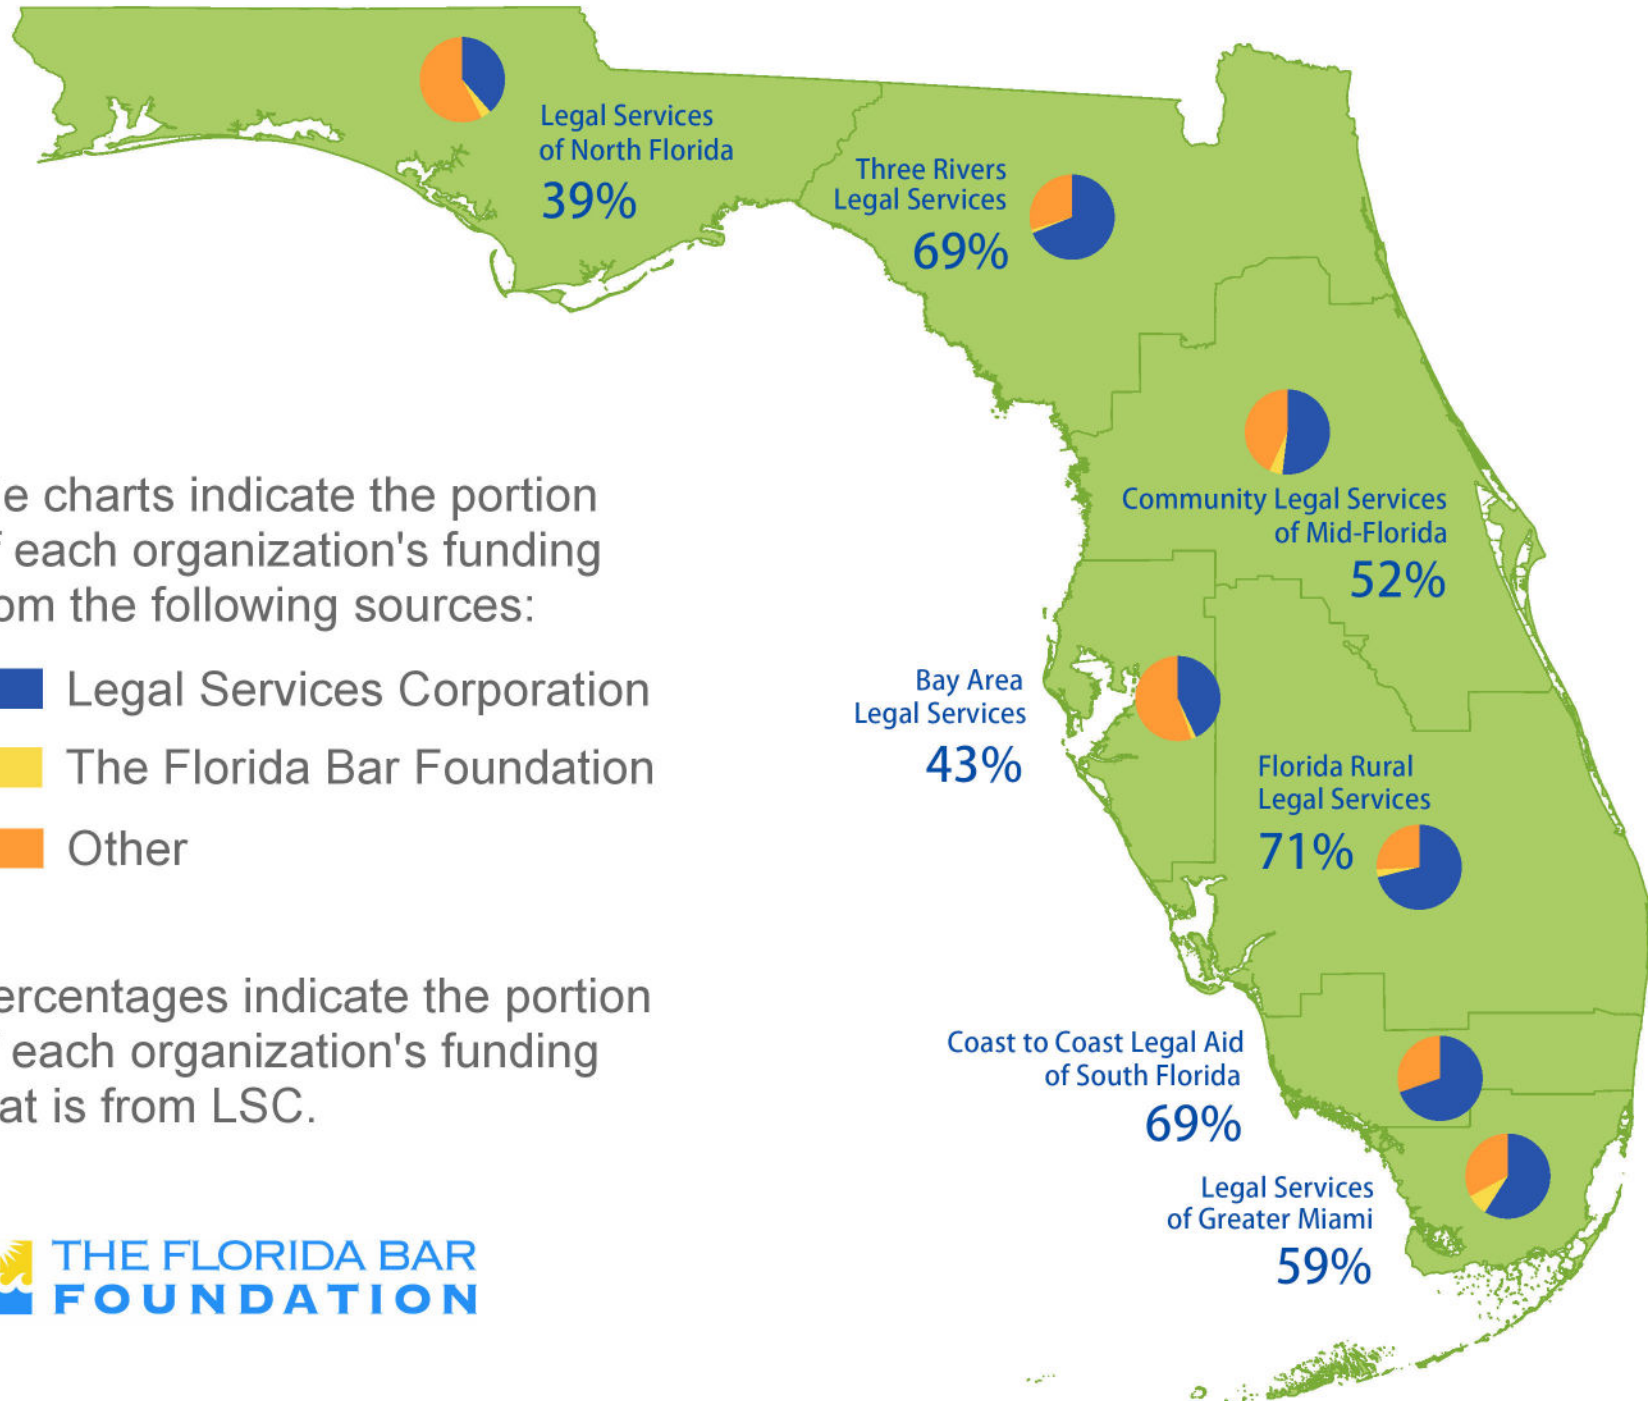 Legal Services
of North Florida
39%
Three Rivers
Legal Services
69%
Community Legal Services
of Mid-Florida
52%
Bay Area
Legal Services
43%
Florida Rural
Legal Services
71%
Coast to Coast Legal Aid
of South Florida
69%
Legal Services
of Greater Miami
59%
e charts indicate the portion
each organization's funding
om the following sources:
Legal Services Corporation
The Florida Bar Foundation
Other
ercentages indicate the portion
each organization's funding
at is from LSC.
THE FLORIDA BAR
FOUNDATION